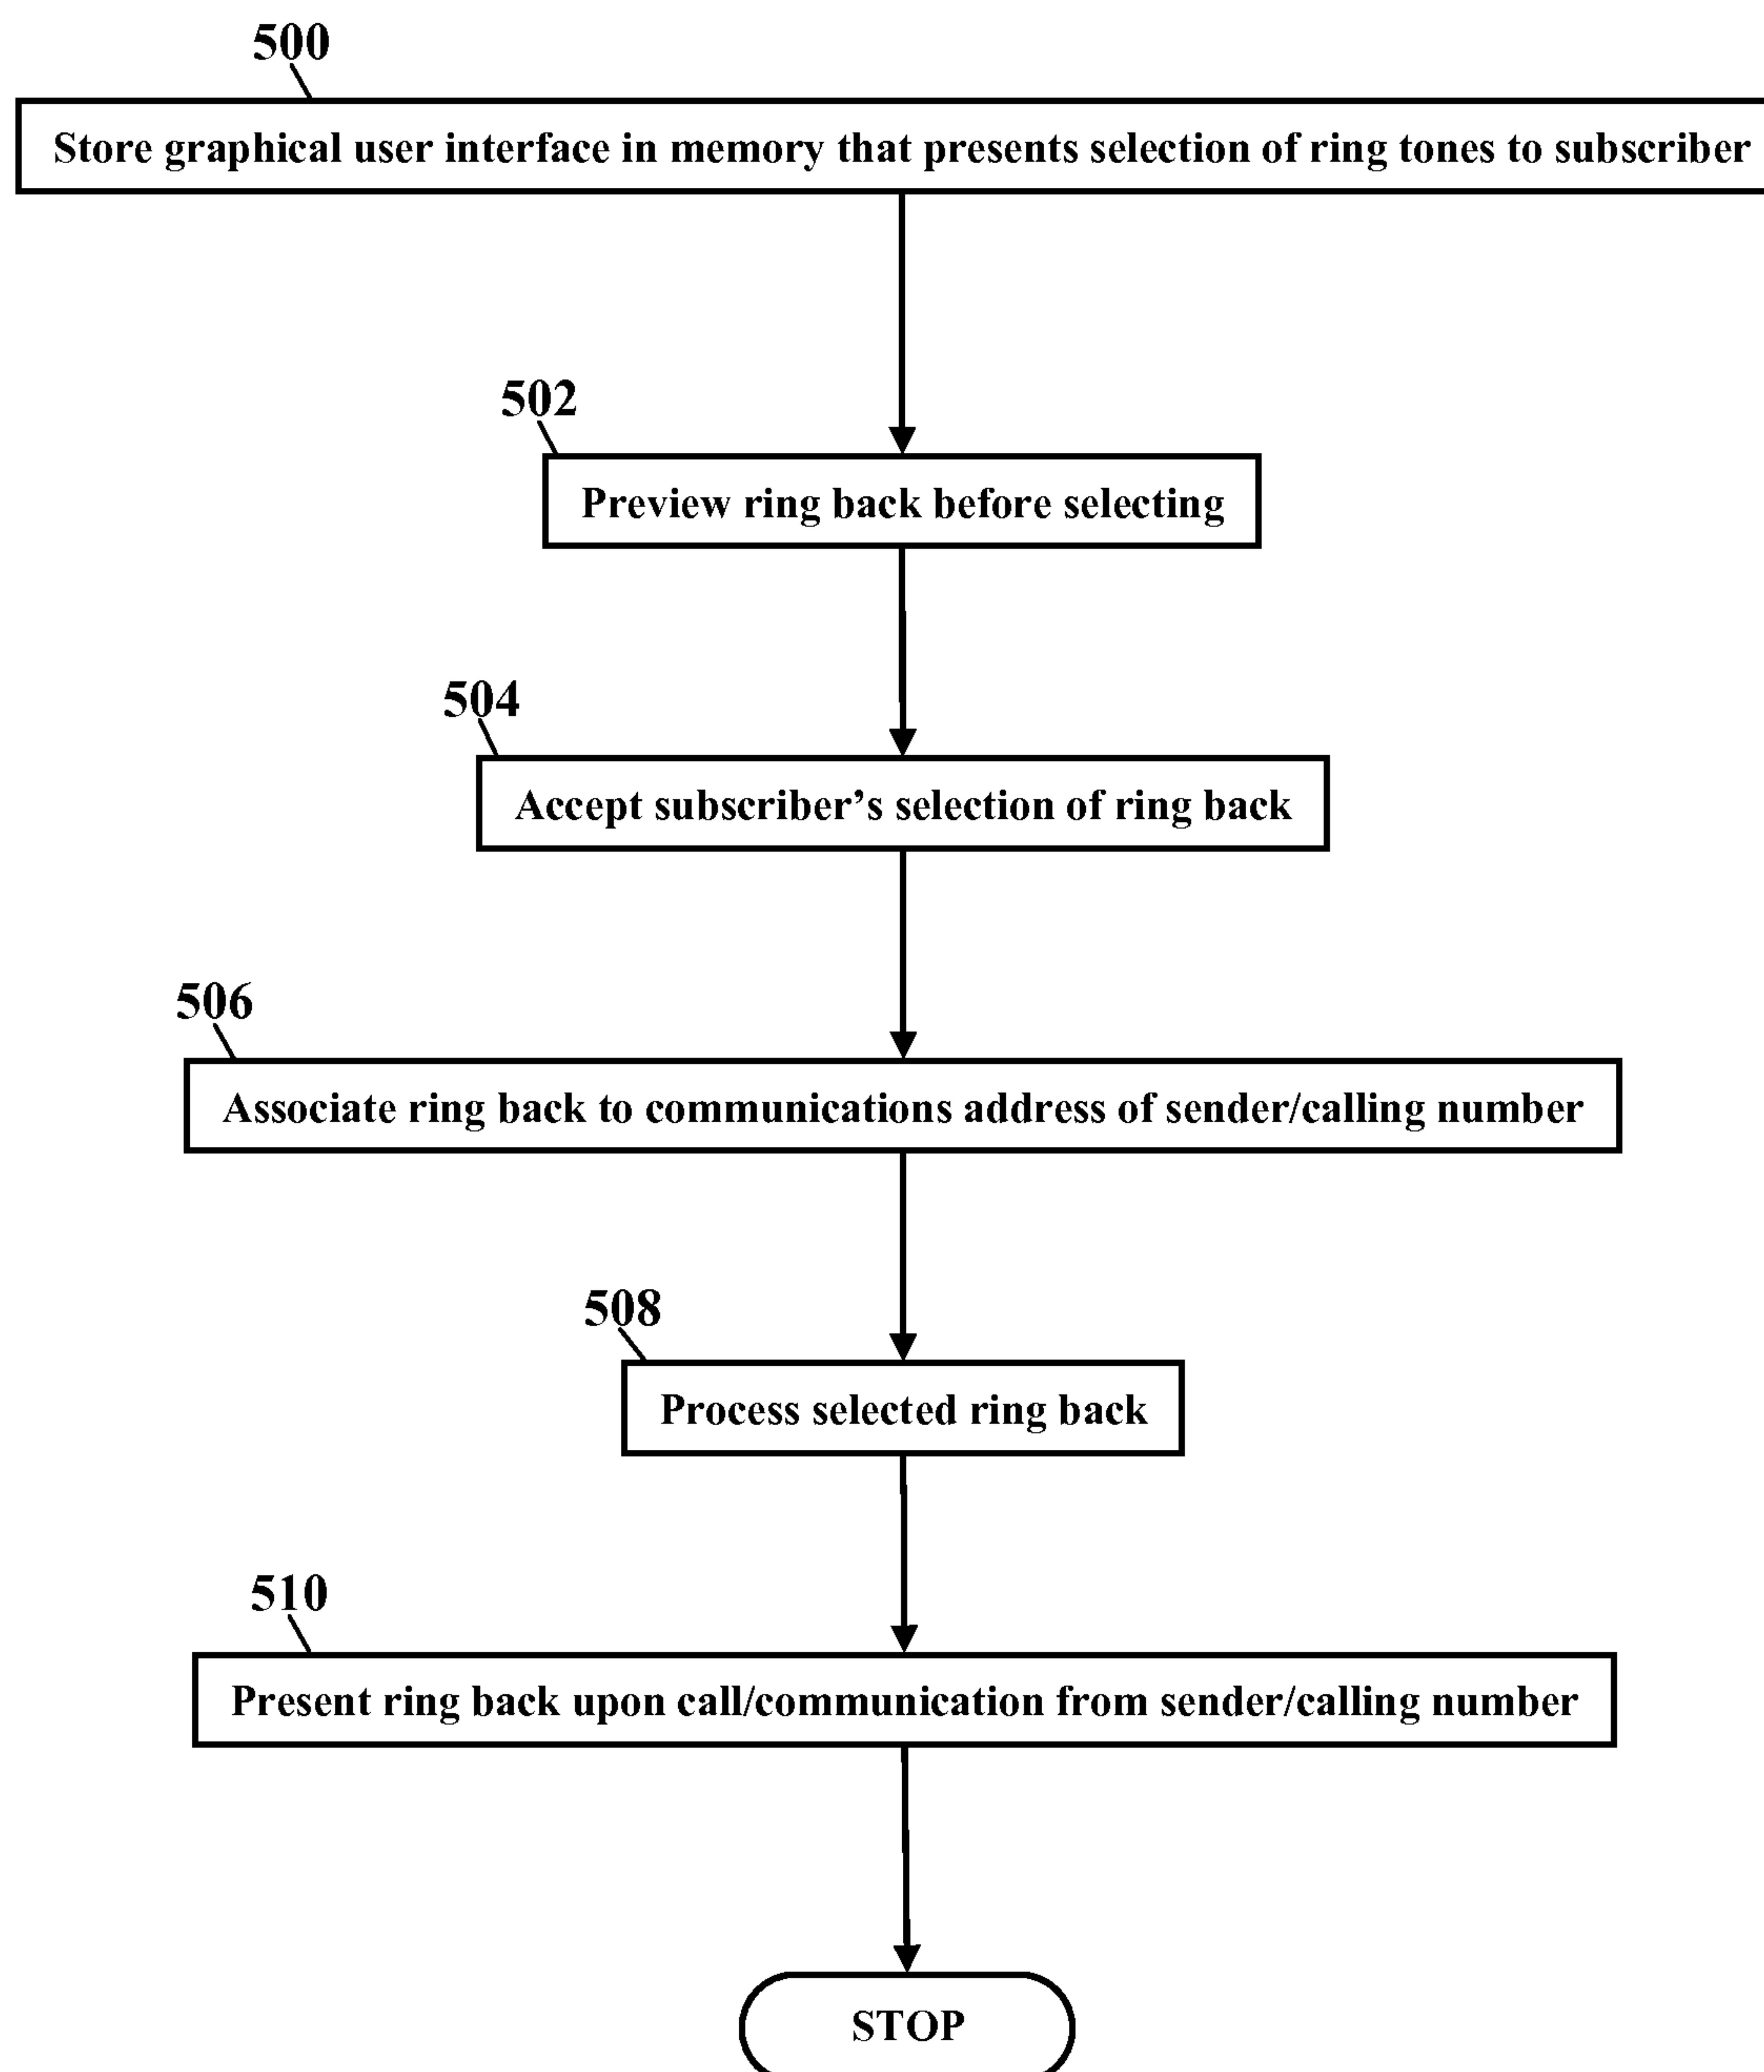 500
Store graphical user interface in memory that presents selection of ring tones to subscriber
502
Preview ring back before selecting
504
Accept subscriber’s selection of ring back
506
Associate ring back to communications address of sender/calling number
508
Process selected ring back
510
Present ring back upon call/communication from sender/calling number
STOP